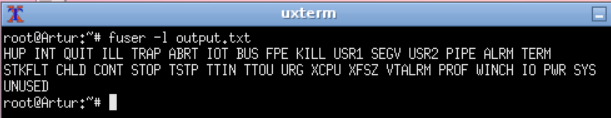 uxterm
root@Artur:~# fuser -l output.txt
HUP INT QUIT ILL TRAP ABRT IOT BUS FPE KILL USR1 SEGV USR2 PIPE ALRM TERM
STKFLT CHLD CONT STOP TSTP TTIN TTOU URG XCPU XFSZ VTALRM PROF WINCH IO PWR SYS
UNUSED
root@Artur:~#